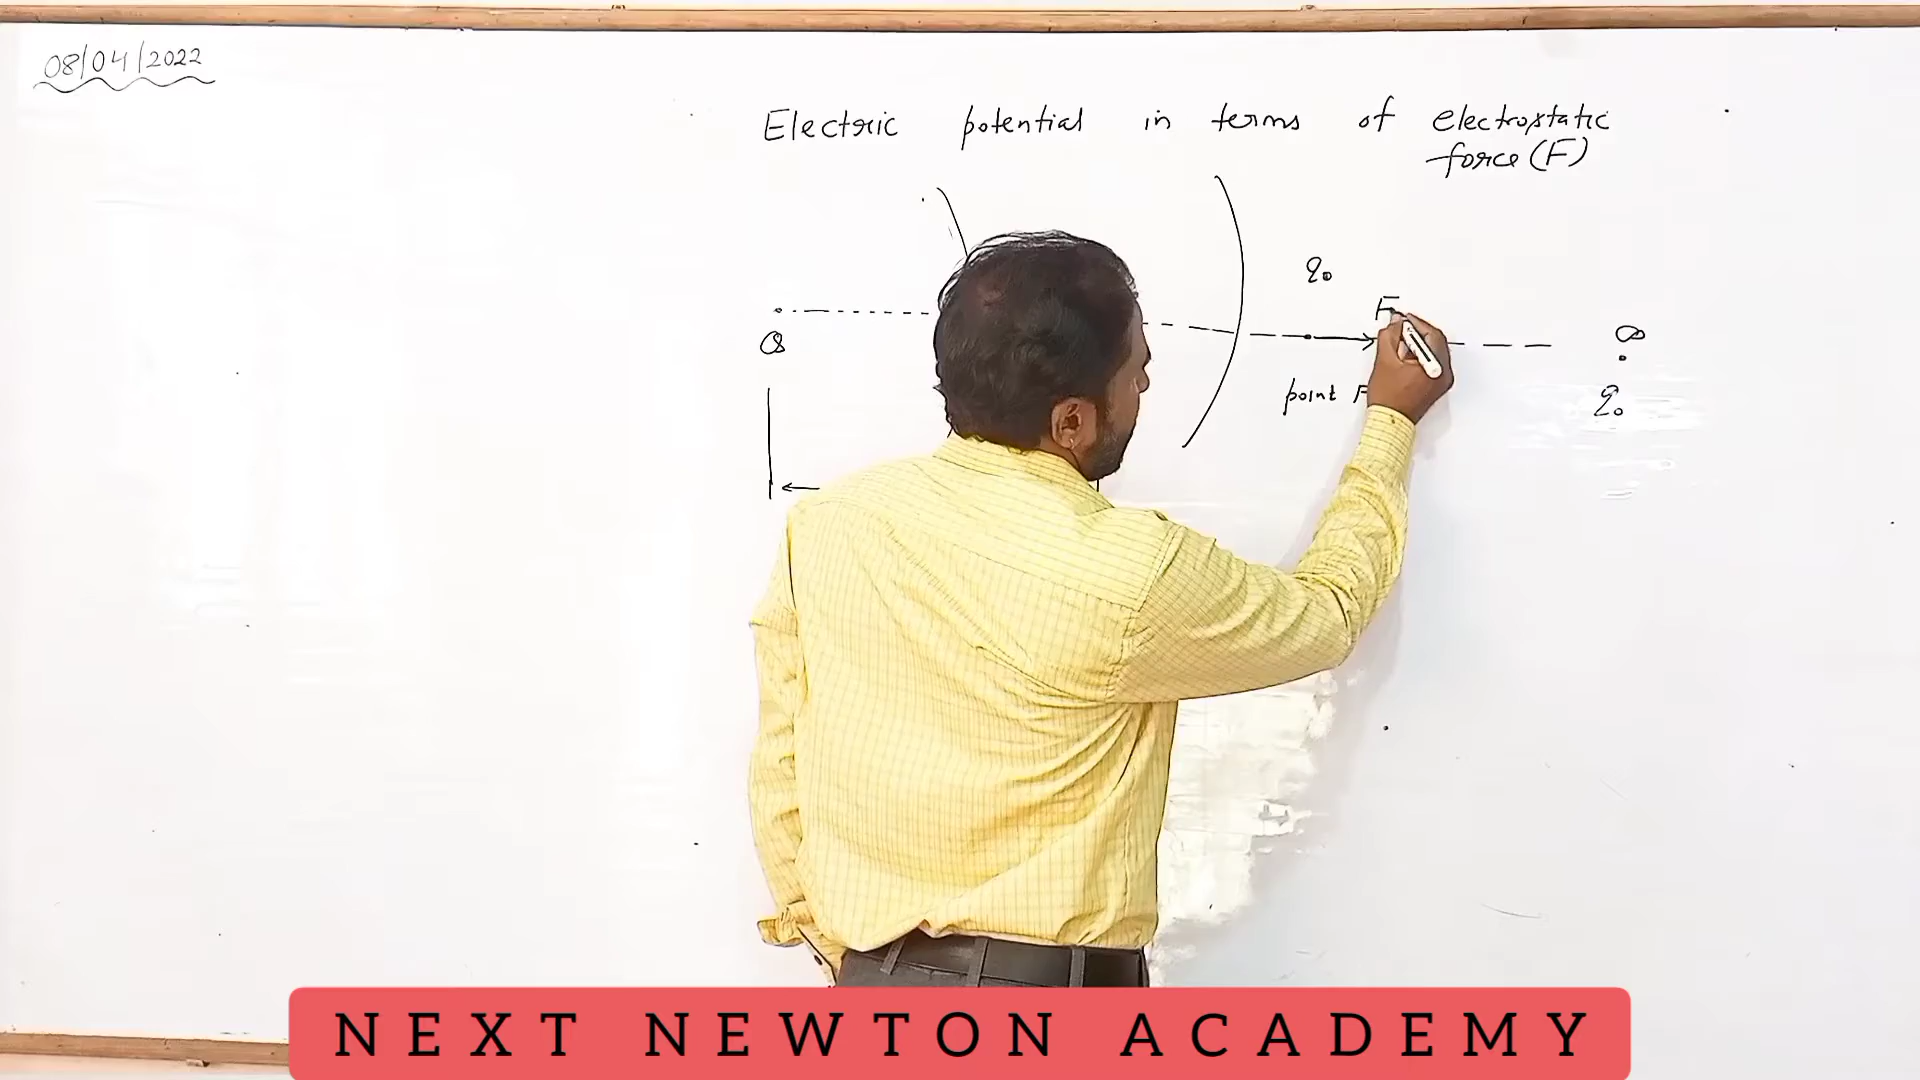 08/04/2022
Electric potential in terms of electrostatic
force (F)
q₀
F
Q
∞
point
q₀
NEXT NEWTON ACADEMY